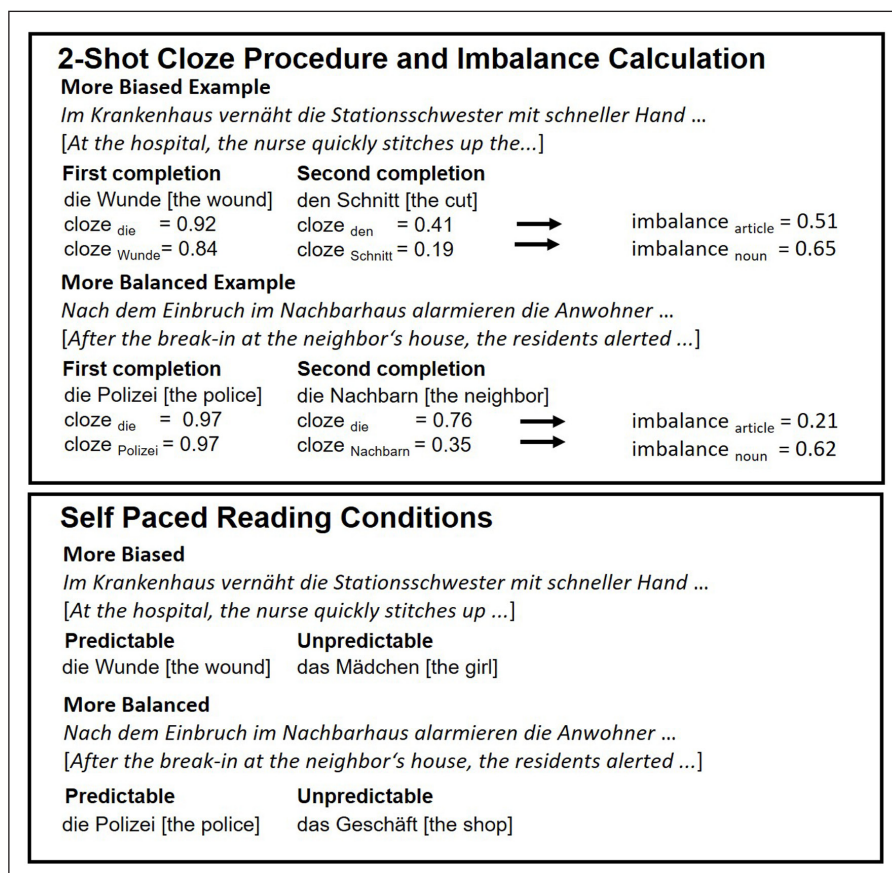 2-Shot Cloze Procedure and Imbalance Calculation
More Biased Example
Im Krankenhaus vernäht die Stationsschwester mit schneller Hand ...
[At the hospital, the nurse quickly stitches up the...]
First completion Second completion
die Wunde [the wound] den Schnitt [the cut]
cloze die = 0.92 cloze den = 0.41 → imbalance article = 0.51
cloze Wunde = 0.84 cloze Schnitt = 0.19 → imbalance noun = 0.65
More Balanced Example
Nach dem Einbruch im Nachbarhaus alarmieren die Anwohner ...
[After the break-in at the neighbor‘s house, the residents alerted ...]
First completion Second completion
die Polizei [the police] die Nachbarn [the neighbor]
cloze die = 0.97 cloze die = 0.76 → imbalance article = 0.21
cloze Polizei = 0.97 cloze Nachbarn = 0.35 → imbalance noun = 0.62
Self Paced Reading Conditions
More Biased
Im Krankenhaus vernäht die Stationsschwester mit schneller Hand ...
[At the hospital, the nurse quickly stitches up ...]
Predictable Unpredictable
die Wunde [the wound] das Mädchen [the girl]
More Balanced
Nach dem Einbruch im Nachbarhaus alarmieren die Anwohner ...
[After the break-in at the neighbor‘s house, the residents alerted ...]
Predictable Unpredictable
die Polizei [the police] das Geschäft [the shop]